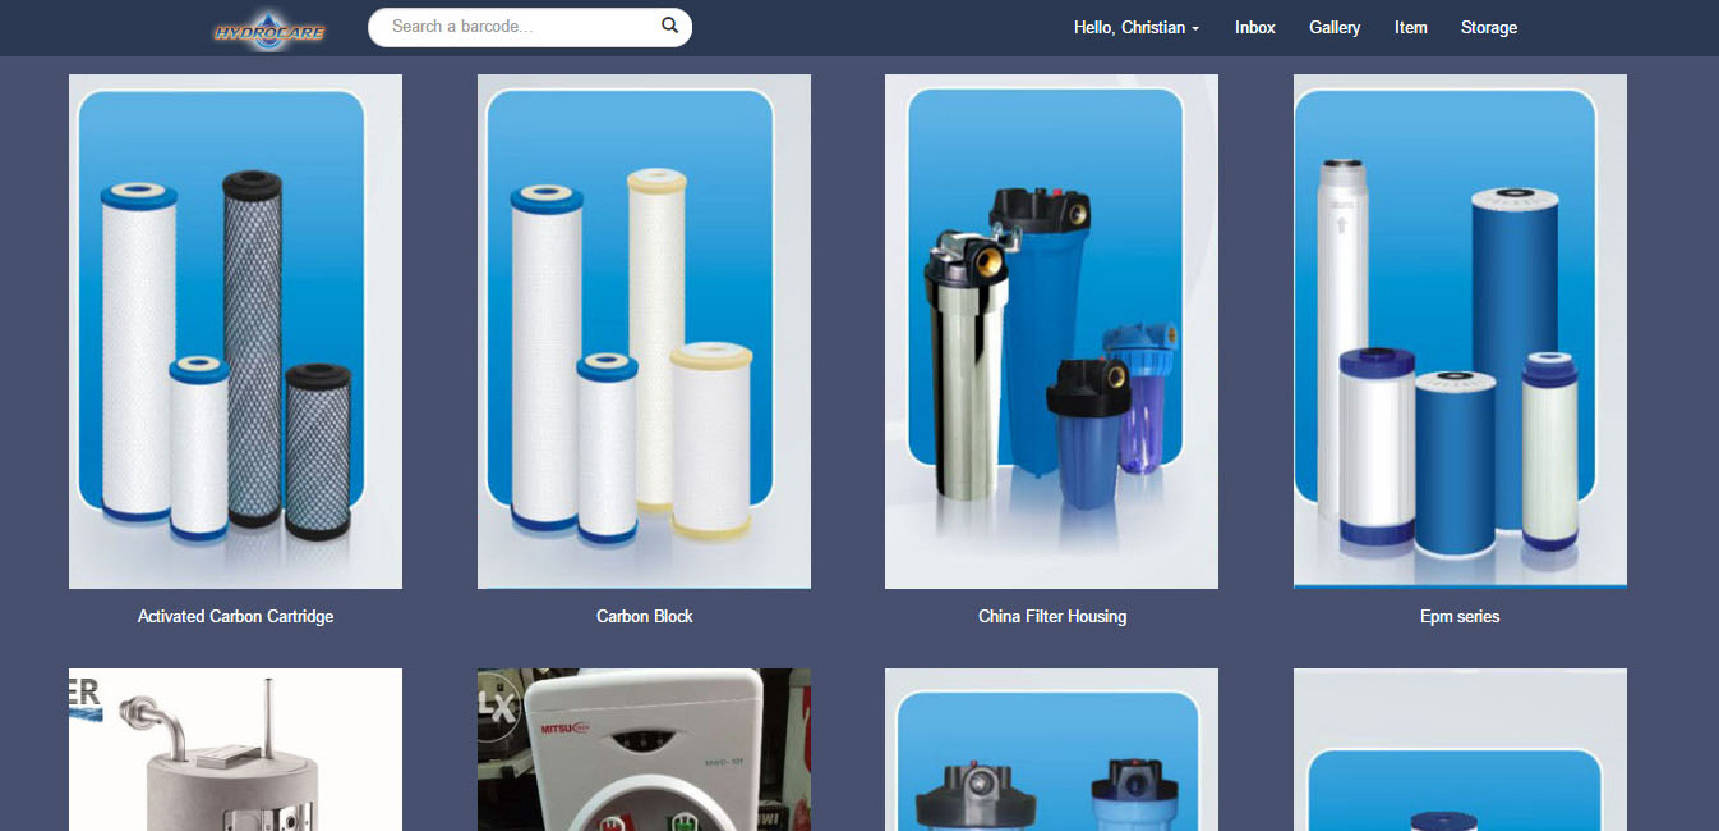 HYDROCARE
Search a barcode...
Hello, Christian
Inbox
Gallery
Item
Storage
Activated Carbon Cartridge
Carbon Block
China Filter Housing
Epm series
ER
LX
MITSU